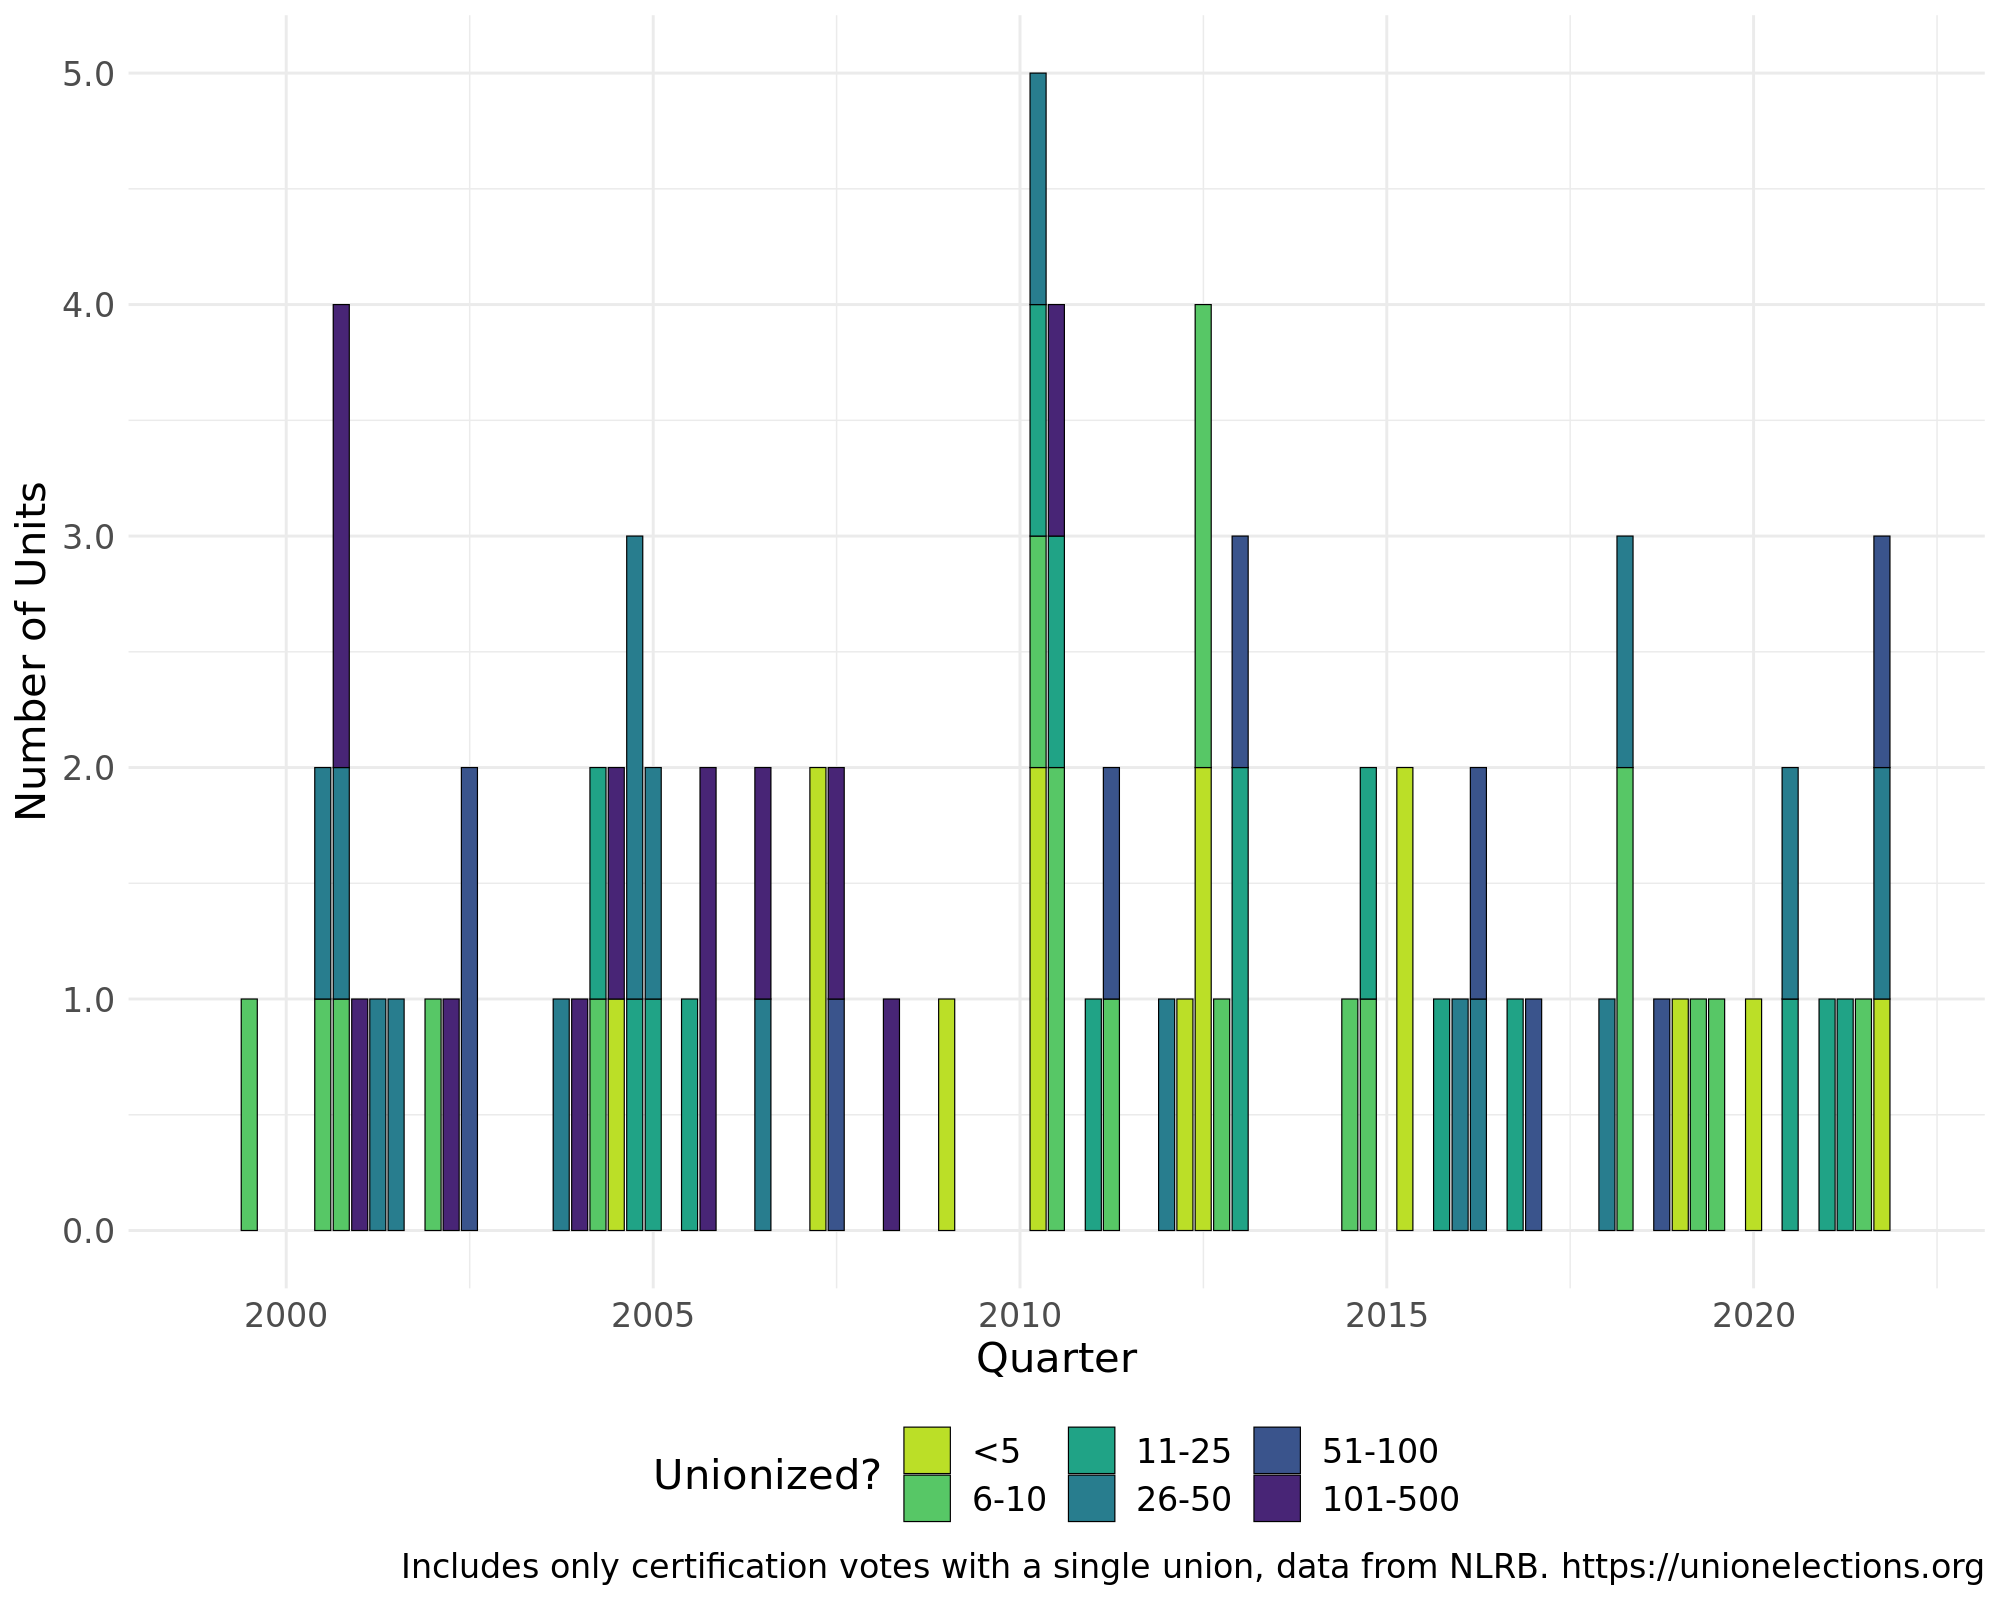 5.0
4.0
3.0
2.0
1.0
0.0
Number of Units
2000 2005 2010 2015 2020
Quarter
Unionized?
<5 11-25 51-100
6-10 26-50 101-500
Includes only certification votes with a single union, data from NLRB. https://unionelections.org